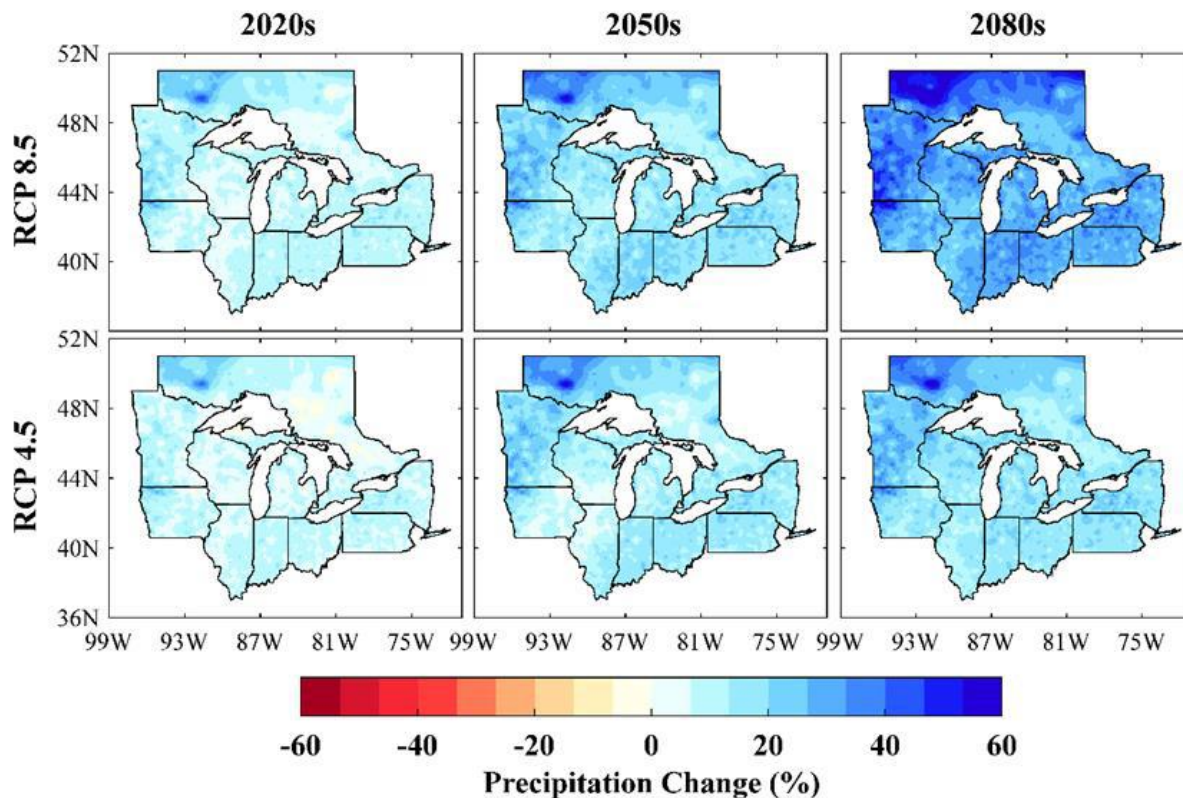 2020s 2050s 2080s
52N
48N
44N
40N
RCP 8.5
52N
48N
44N
40N
36N
RCP 4.5
99W 93W 87W 81W 75W 99W 93W 87W 81W 75W 99W 93W 87W 81W 75W
-60 -40 -20 0 20 40 60
Precipitation Change (%)